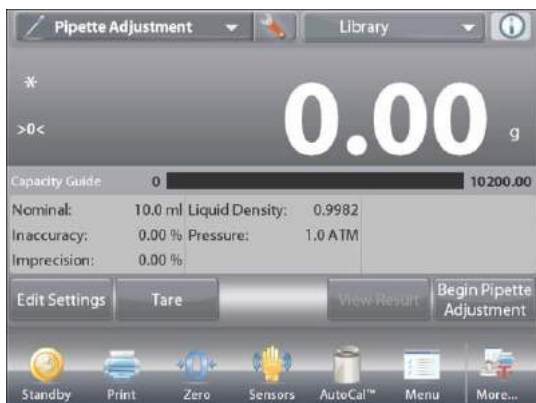 Pipette Adjustment Library
*
>0<
0.00 g
Capacity Guide 0 10200.00
Nominal: 10.0 ml Liquid Density: 0.9982
Inaccuracy: 0.00 % Pressure: 1.0 ATM
Imprecision: 0.00 %
Edit Settings Tare View Result Begin Pipette
Adjustment
Standby Print Zero Sensors AutoCal™ Menu More...